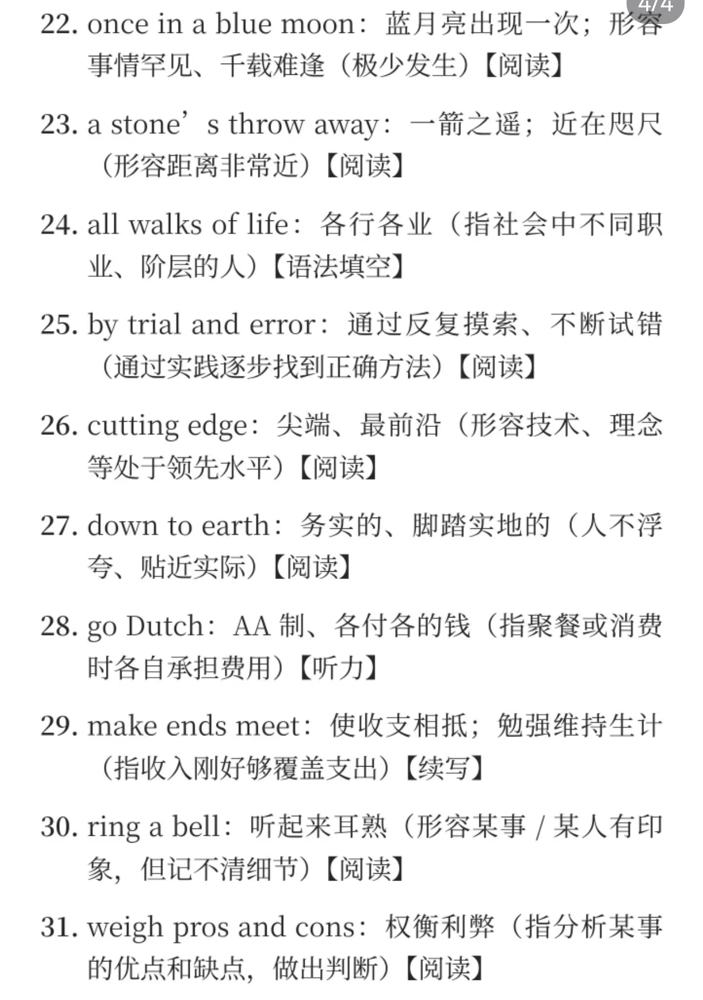 4/4
22. once in a blue moon：蓝月亮出现一次；形容
事情罕见、千载难逢（极少发生）【阅读】
23. a stone’s throw away：一箭之遥；近在咫尺
（形容距离非常近）【阅读】
24. all walks of life：各行各业（指社会中不同职
业、阶层的人）【语法填空】
25. by trial and error：通过反复摸索、不断试错
（通过实践逐步找到正确方法）【阅读】
26. cutting edge：尖端、最前沿（形容技术、理念
等处于领先水平）【阅读】
27. down to earth：务实的、脚踏实地的（人不浮
夸、贴近实际）【阅读】
28. go Dutch：AA 制、各付各的钱（指聚餐或消费
时各自承担费用）【听力】
29. make ends meet：使收支相抵；勉强维持生计
（指收入刚好够覆盖支出）【续写】
30. ring a bell：听起来耳熟（形容某事 / 某人有印
象，但记不清细节）【阅读】
31. weigh pros and cons：权衡利弊（指分析某事
的优点和缺点，做出判断）【阅读】